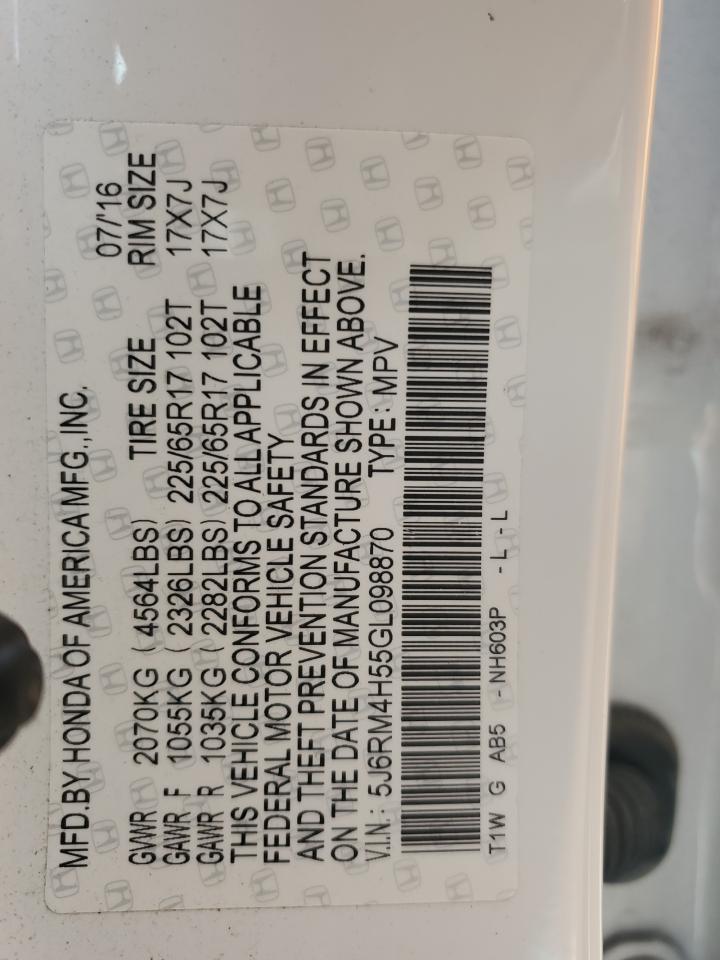 MFD.BY HONDA OF AMERICA MFG.,INC. 07/'16
GVWR 2070KG ( 4564LBS) TIRE SIZE RIM SIZE
GAWR F 1055KG ( 2326LBS) 225/65R17 102T 17X7J
GAWR R 1035KG ( 2282LBS) 225/65R17 102T 17X7J
THIS VEHICLE CONFORMS TO ALL APPLICABLE
FEDERAL MOTOR VEHICLE SAFETY
AND THEFT PREVENTION STANDARDS IN EFFECT
ON THE DATE OF MANUFACTURE SHOWN ABOVE.
V.I.N.: 5J6RM4H55GL098870 TYPE: MPV
T1W G AB5 - NH603P - L - L